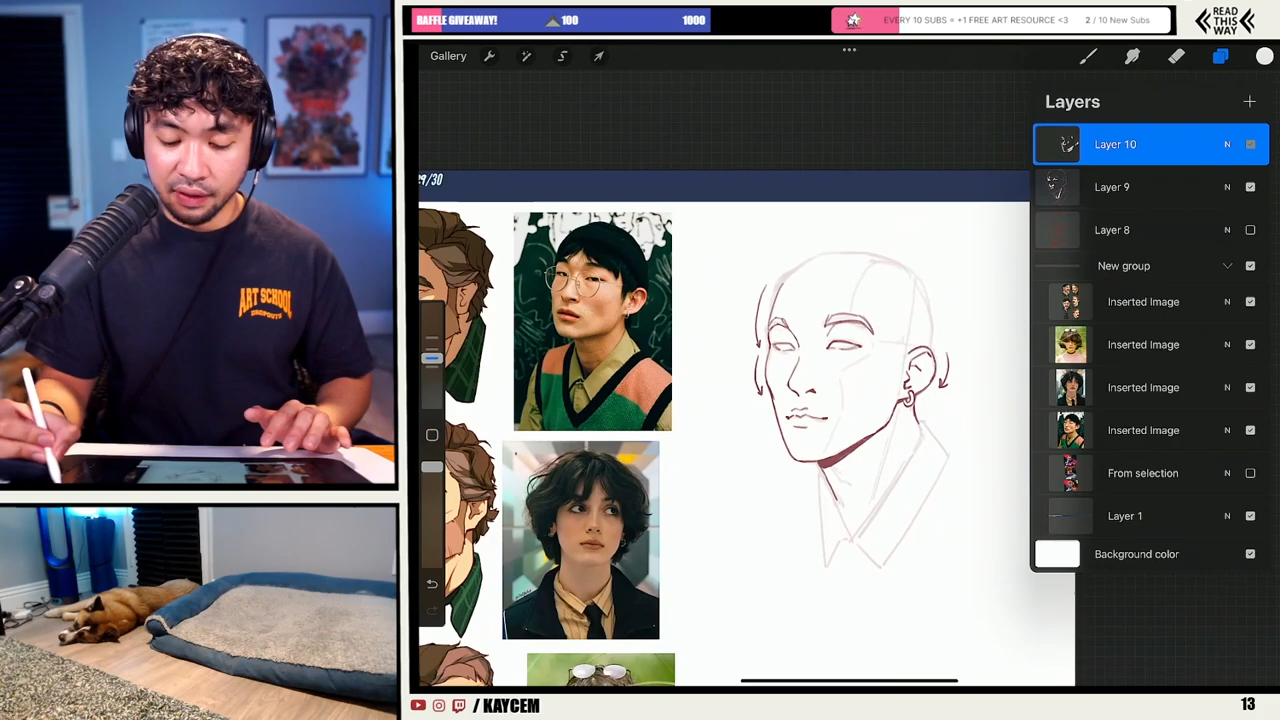 RAFFLE GIVEAWAY!
100
1000
EVERY 10 SUBS = +1 FREE ART RESOURCE <3
2 / 10 New Subs
READ
THIS
WAY
Gallery
Layers
Layer 10
N
Layer 9
N
Layer 8
N
New group
Inserted Image
N
Inserted Image
N
Inserted Image
N
Inserted Image
N
From selection
N
Layer 1
N
Background color
29/30
ART SCHOOL
DROPOUTS
/ KAYCEM
13